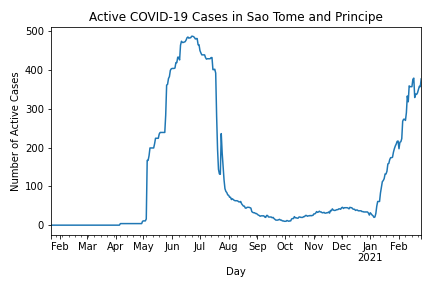 Active COVID-19 Cases in Sao Tome and Principe
500
400
300
200
100
0
Number of Active Cases
Feb Mar Apr May Jun Jul Aug Sep Oct Nov Dec Jan Feb
2021
Day